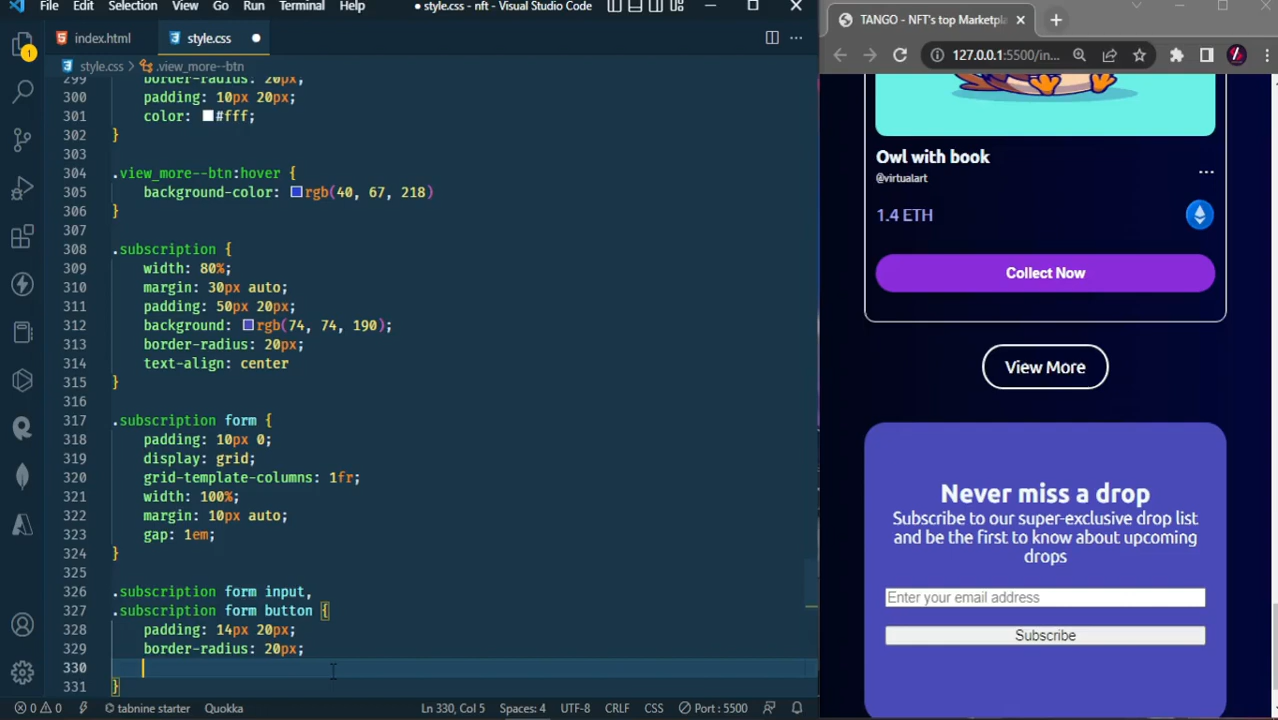 File Edit Selection View Go Run Terminal Help
● style.css - nft - Visual Studio Code
index.html
style.css ●
style.css > .view_more--btn
1
299 border-radius: 20px;
300 padding: 10px 20px;
301 color: #fff;
302 }
303
304 .view_more--btn:hover {
305 background-color: rgb(40, 67, 218)
306 }
307
308 .subscription {
309 width: 80%;
310 margin: 30px auto;
311 padding: 50px 20px;
312 background: rgb(74, 74, 190);
313 border-radius: 20px;
314 text-align: center
315 }
316
317 .subscription form {
318 padding: 10px 0;
319 display: grid;
320 grid-template-columns: 1fr;
321 width: 100%;
322 margin: 10px auto;
323 gap: 1em;
324 }
325
326 .subscription form input,
327 .subscription form button {
328 padding: 14px 20px;
329 border-radius: 20px;
330
331 }
0 0 tabnine starter Quokka Ln 330, Col 5 Spaces: 4 UTF-8 CRLF CSS Port : 5500
TANGO - NFT's top Marketpla
127.0.0.1:5500/in...
Owl with book
@virtualart
...
1.4 ETH
Collect Now
View More
Never miss a drop
Subscribe to our super-exclusive drop list
and be the first to know about upcoming
drops
Enter your email address
Subscribe